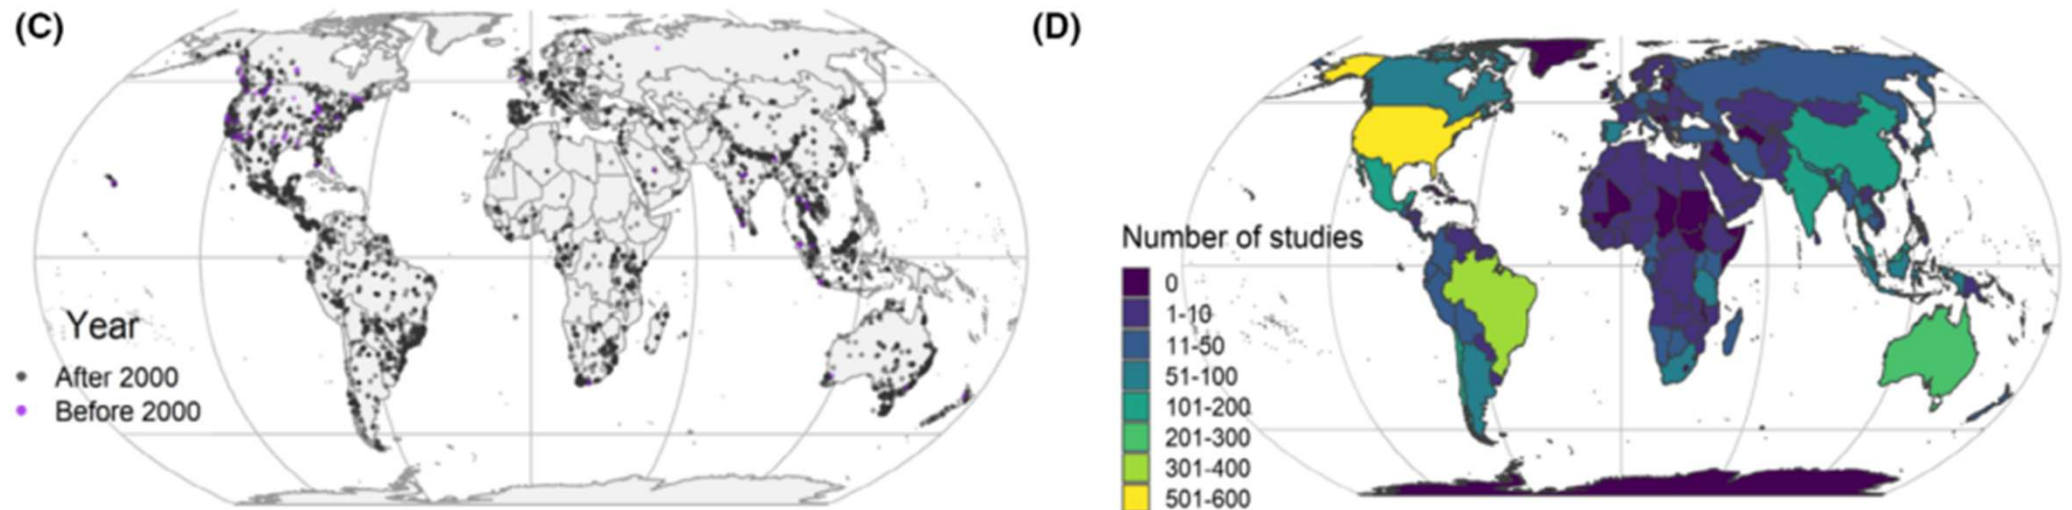 (C)
Year
After 2000
Before 2000
(D)
Number of studies
0
1-10
11-50
51-100
101-200
201-300
301-400
501-600